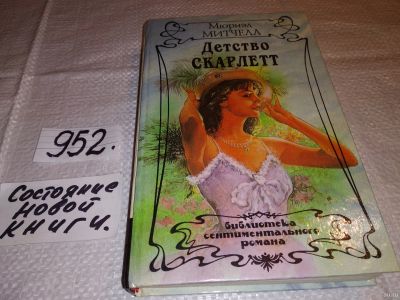 Мюриэл
МИТЧЕЛЛ
Детство
СКАРЛЕТТ
952.
Состояние
новой
книги.
библиотека
сентиментального
романа